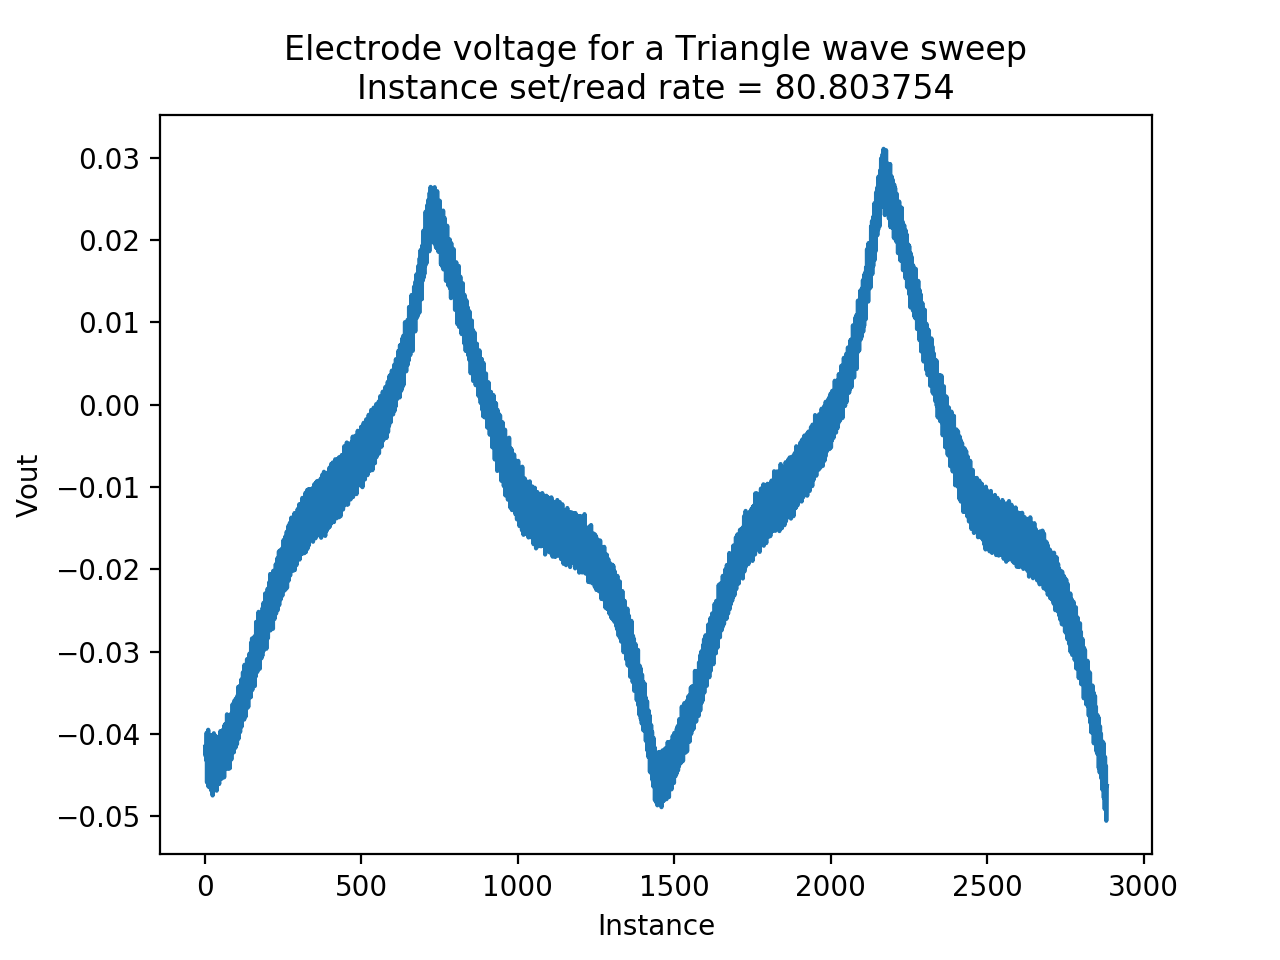 Electrode voltage for a Triangle wave sweep
Instance set/read rate = 80.803754
0.03
0.02
0.01
0.00
−0.01
−0.02
−0.03
−0.04
−0.05
Vout
0 500 1000 1500 2000 2500 3000
Instance